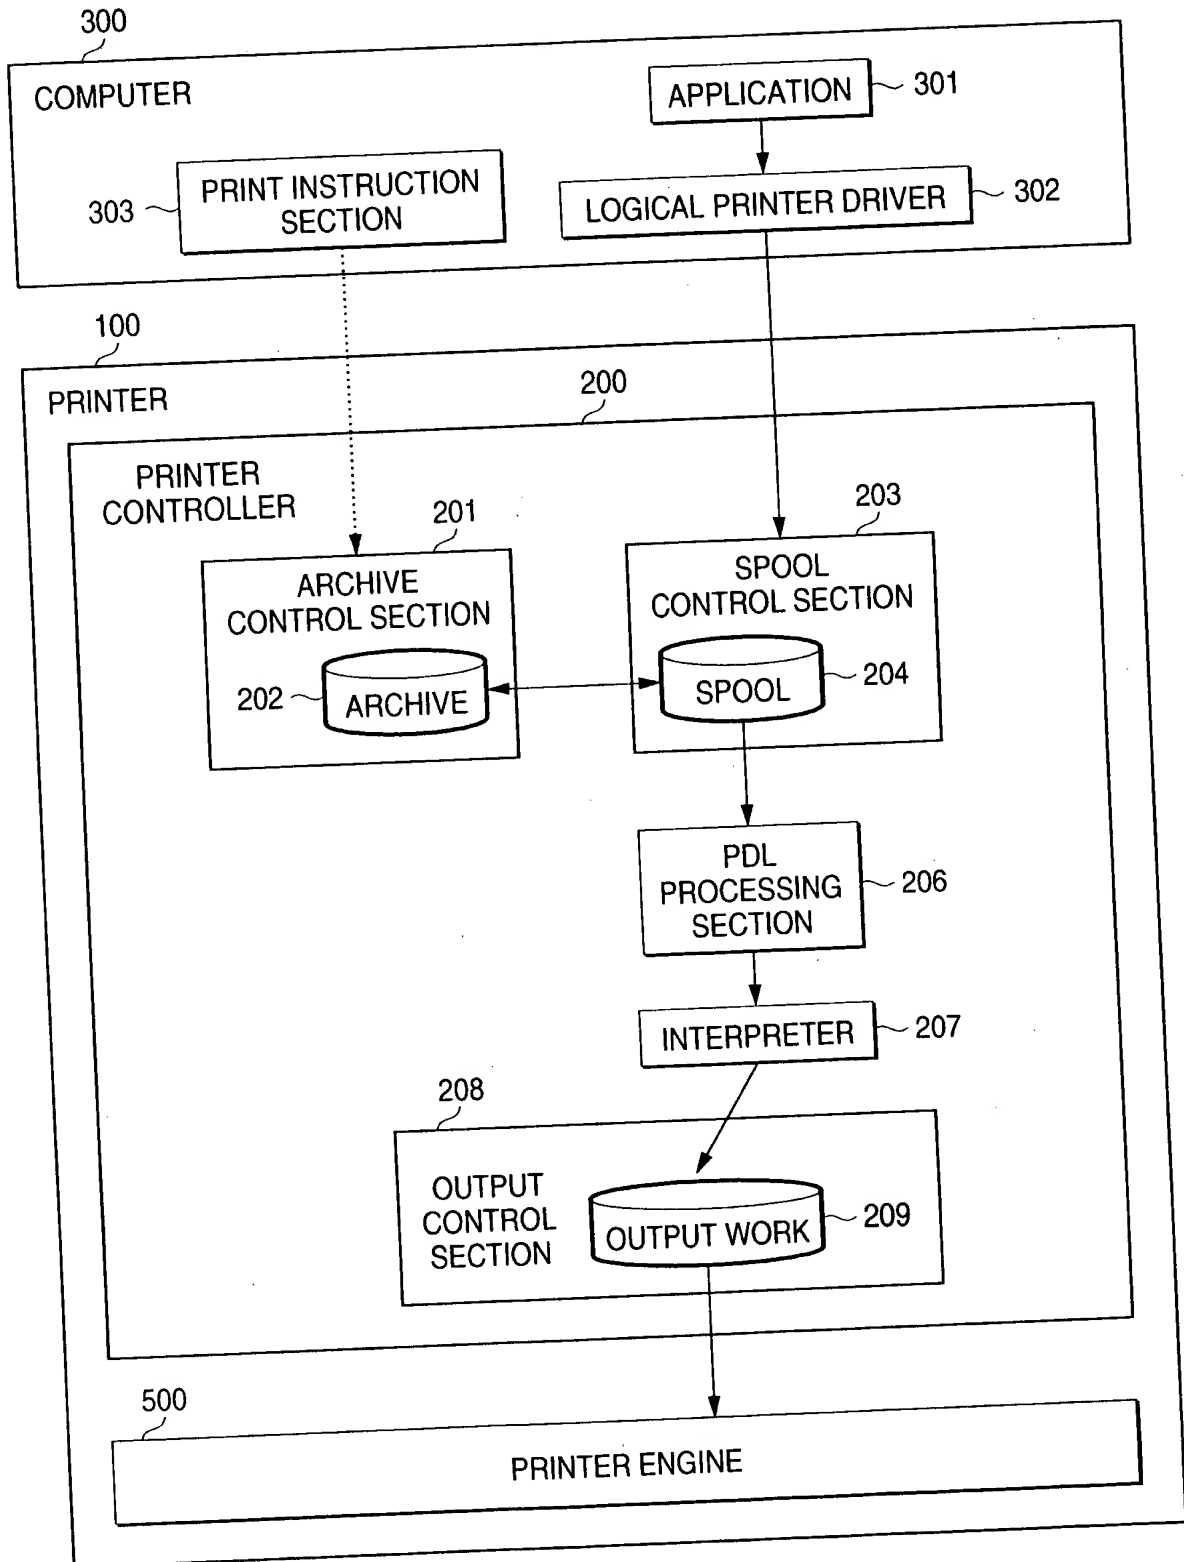 300
COMPUTER
APPLICATION
301
PRINT INSTRUCTION
SECTION
303
LOGICAL PRINTER DRIVER
302
100
PRINTER
200
PRINTER
CONTROLLER
201
ARCHIVE
CONTROL SECTION
202
ARCHIVE
203
SPOOL
CONTROL SECTION
SPOOL
204
PDL
PROCESSING
SECTION
206
INTERPRETER
207
208
OUTPUT
CONTROL
SECTION
OUTPUT WORK
209
500
PRINTER ENGINE